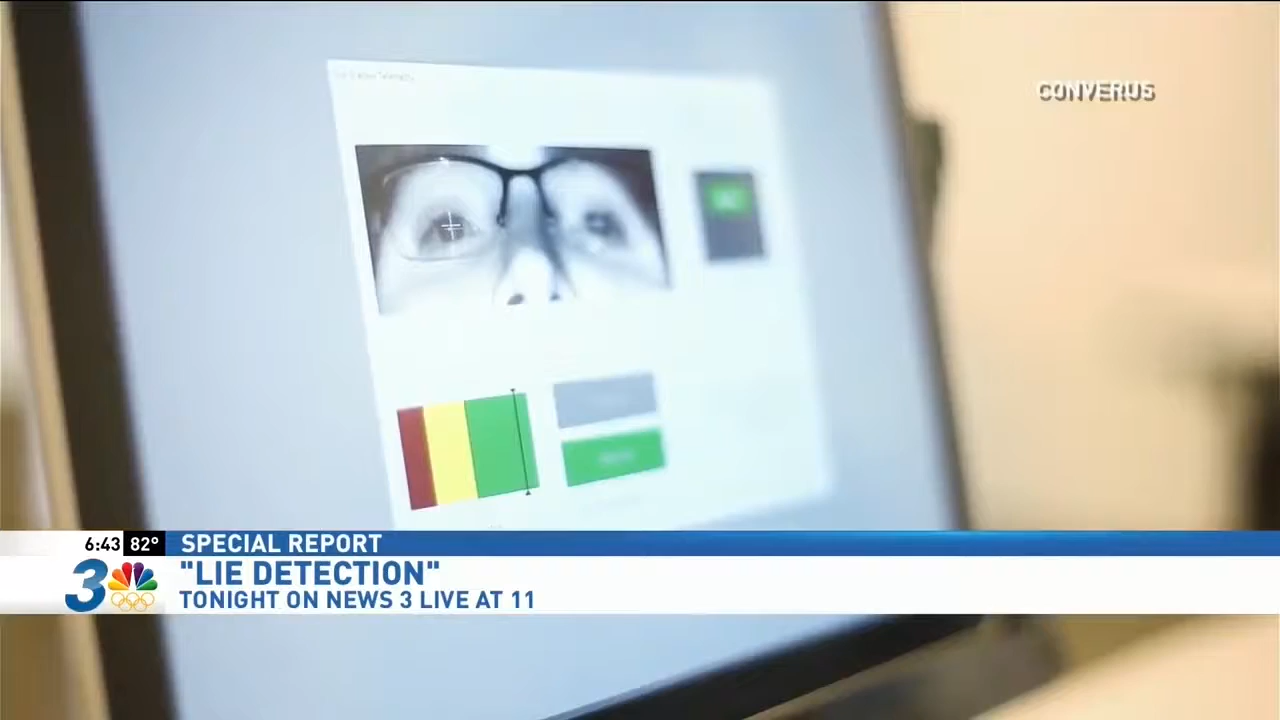 CONVERUS
6:43 82° SPECIAL REPORT
3 "LIE DETECTION"
TONIGHT ON NEWS 3 LIVE AT 11